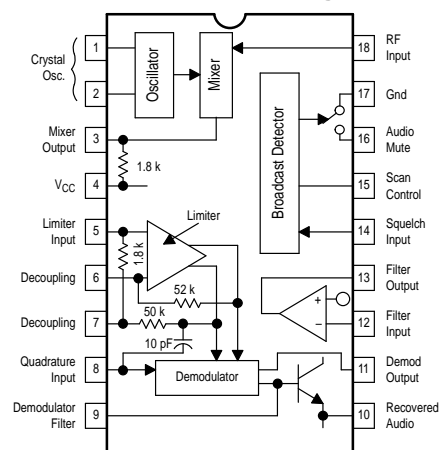 1
2
Crystal
Osc.
Oscillator
Mixer
18
RF
Input
17
Gnd
Mixer
Output
3
1.8 k
Broadcast Detector
16
Audio
Mute
VCC
4
15
Scan
Control
Limiter
Input
5
Limiter
1.8 k
14
Squelch
Input
Decoupling
6
52 k
13
Filter
Output
Decoupling
7
50 k
+
–
12
Filter
Input
10 pF
Quadrature
Input
8
Demodulator
11
Demod
Output
Demodulator
Filter
9
10
Recovered
Audio